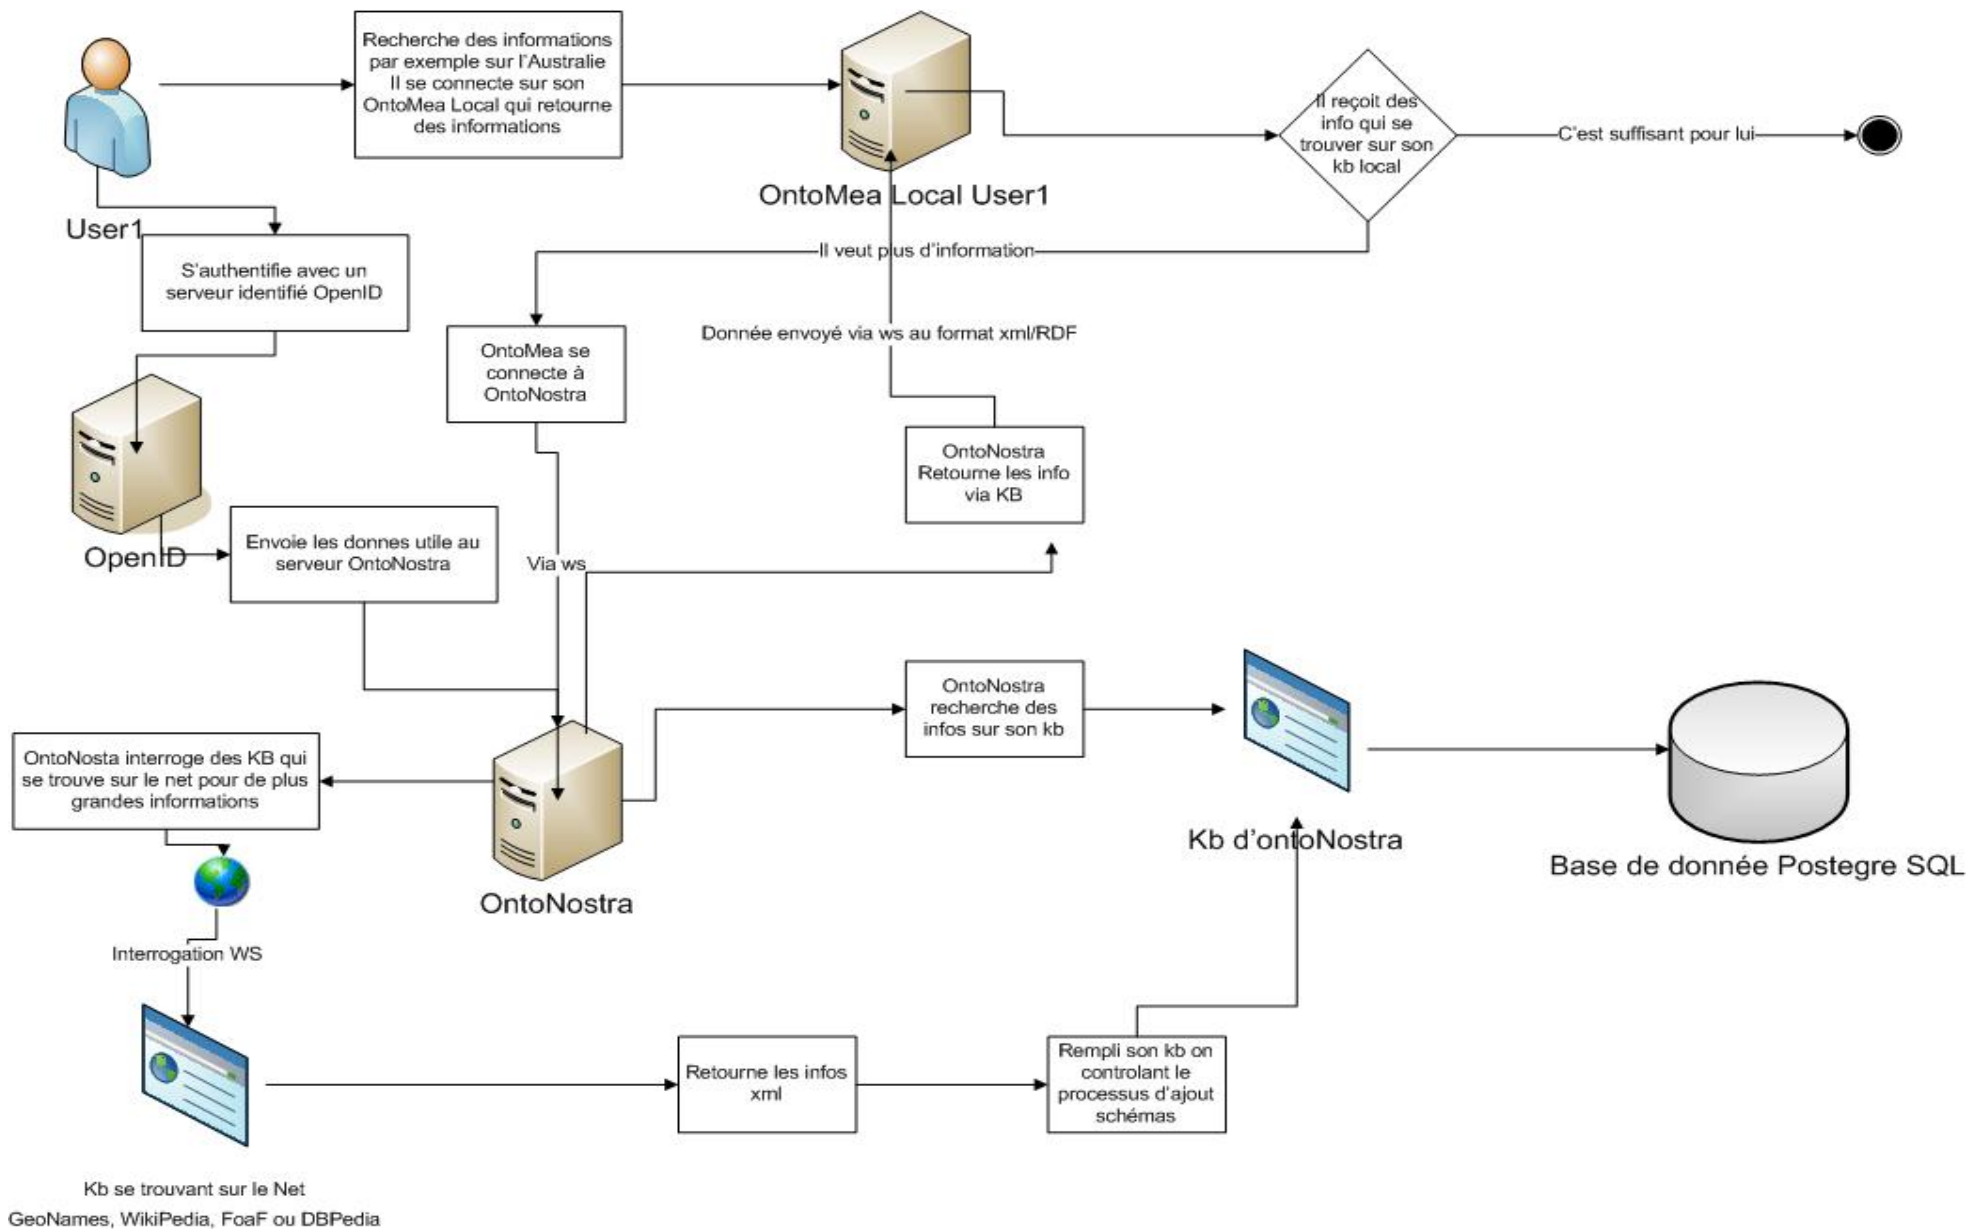 Recherche des informations
par exemple sur l'Australie
Il se connecte sur son
OntoMea Local qui retourne
des informations
Il reçoit des
info qui se
trouver sur son
kb local
C'est suffisant pour lui
OntoMea Local User1
User1
Il veut plus d'information
S'authentifie avec un
serveur identifié OpenID
Donnée envoyé via ws au format xml/RDF
OntoMea se
connecte à
OntoNostra
OntoNostra
Retourne les info
via KB
OpenID
Envoie les donnes utile au
serveur OntoNostra
Via ws
OntoNostra
recherche des
infos sur son kb
OntoNosta interroge des KB qui
se trouve sur le net pour de plus
grandes informations
Kb d'ontoNostra
Base de donnée Postegre SQL
OntoNostra
Interrogation WS
Retourne les infos
xml
Rempli son kb on
controlant le
processus d'ajout
schémas
Kb se trouvant sur le Net
GeoNames, WikiPedia, FoaF ou DBPedia